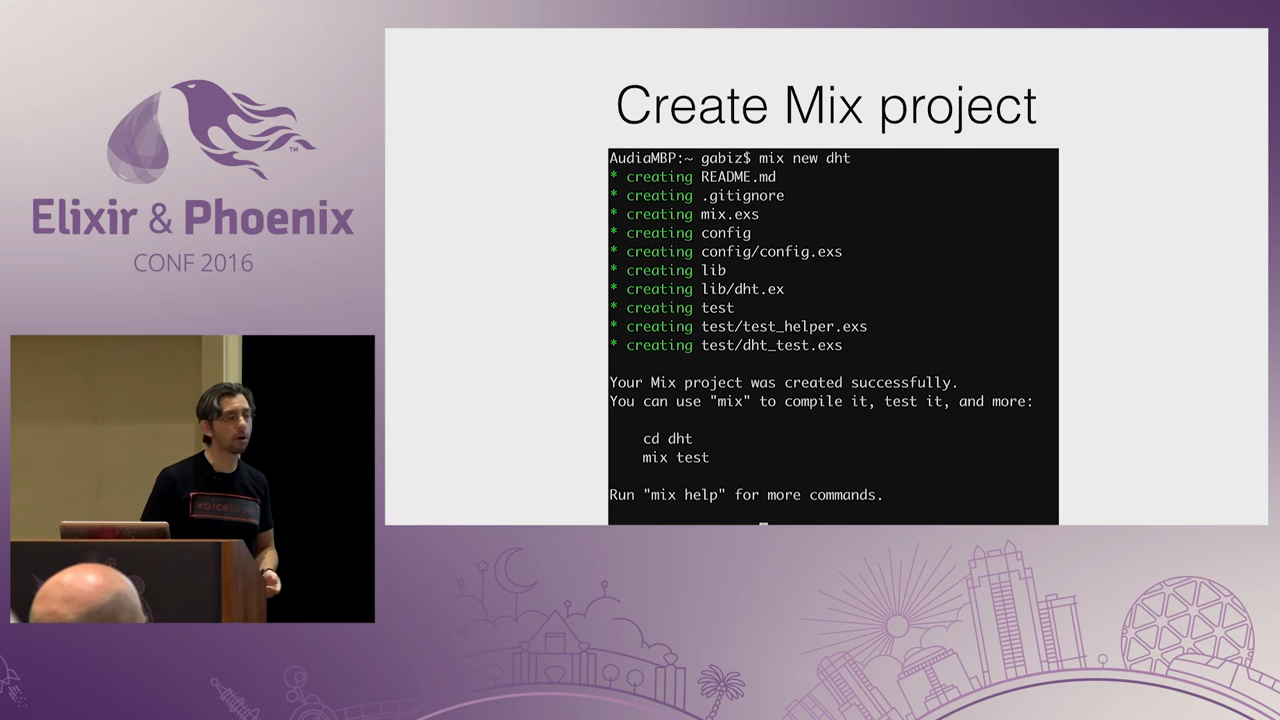 Elixir & Phoenix
™
CONF 2016
Create Mix project
AudiaMBP:~ gabiz$ mix new dht
* creating README.md
* creating .gitignore
* creating mix.exs
* creating config
* creating config/config.exs
* creating lib
* creating lib/dht.ex
* creating test
* creating test/test_helper.exs
* creating test/dht_test.exs
Your Mix project was created successfully.
You can use "mix" to compile it, test it, and more:
cd dht
mix test
Run "mix help" for more commands.